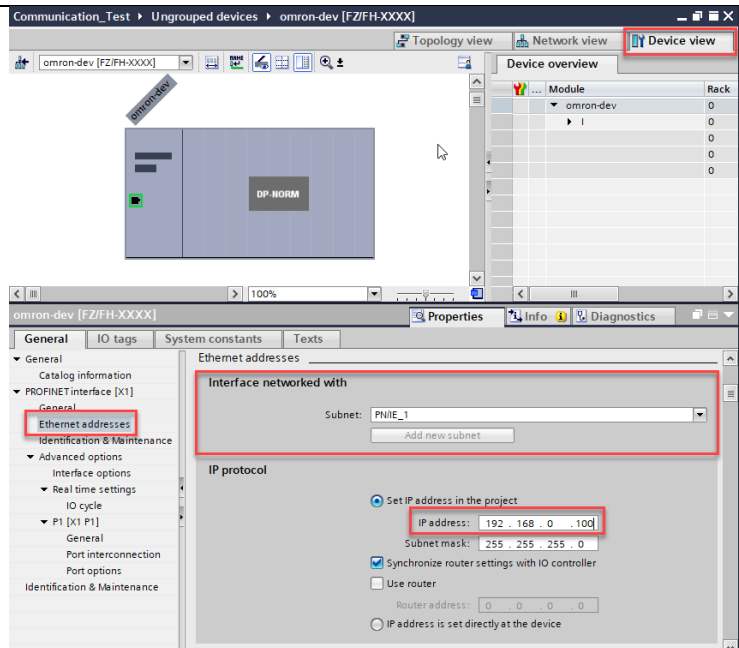 Communication_Test ▸ Ungrouped devices ▸ omron-dev [FZ/FH-XXXX]
Topology view Network view Device view
omron-dev [FZ/FH-XXXX]
Device overview
... Module Rack
omron-dev 0
I 0
0
0
0
omron-dev
DP-NORM
100%
omron-dev [FZ/FH-XXXX]
Properties Info Diagnostics
General IO tags System constants Texts
General
Catalog information
PROFINET interface [X1]
General
Ethernet addresses
Identification & Maintenance
Advanced options
Interface options
Real time settings
IO cycle
P1 [X1 P1]
General
Port interconnection
Port options
Identification & Maintenance
Ethernet addresses
Interface networked with
Subnet: PN/IE_1
Add new subnet
IP protocol
Set IP address in the project
IP address: 192 . 168 . 0 . 100
Subnet mask: 255 . 255 . 255 . 0
Synchronize router settings with IO controller
Use router
Router address: 0 . 0 . 0 . 0
IP address is set directly at the device